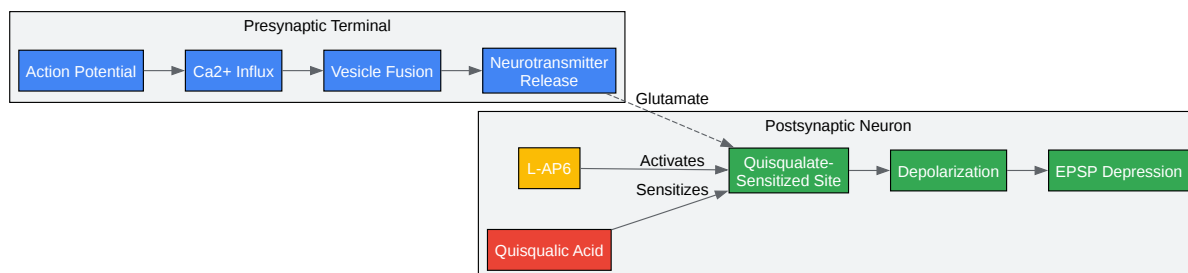 Presynaptic Terminal
Action Potential
Ca2+ Influx
Vesicle Fusion
Neurotransmitter
Release
Glutamate
Postsynaptic Neuron
L-AP6
Activates
Sensitizes
Quisqualate-
Sensitized Site
Depolarization
EPSP Depression
Quisqualic Acid